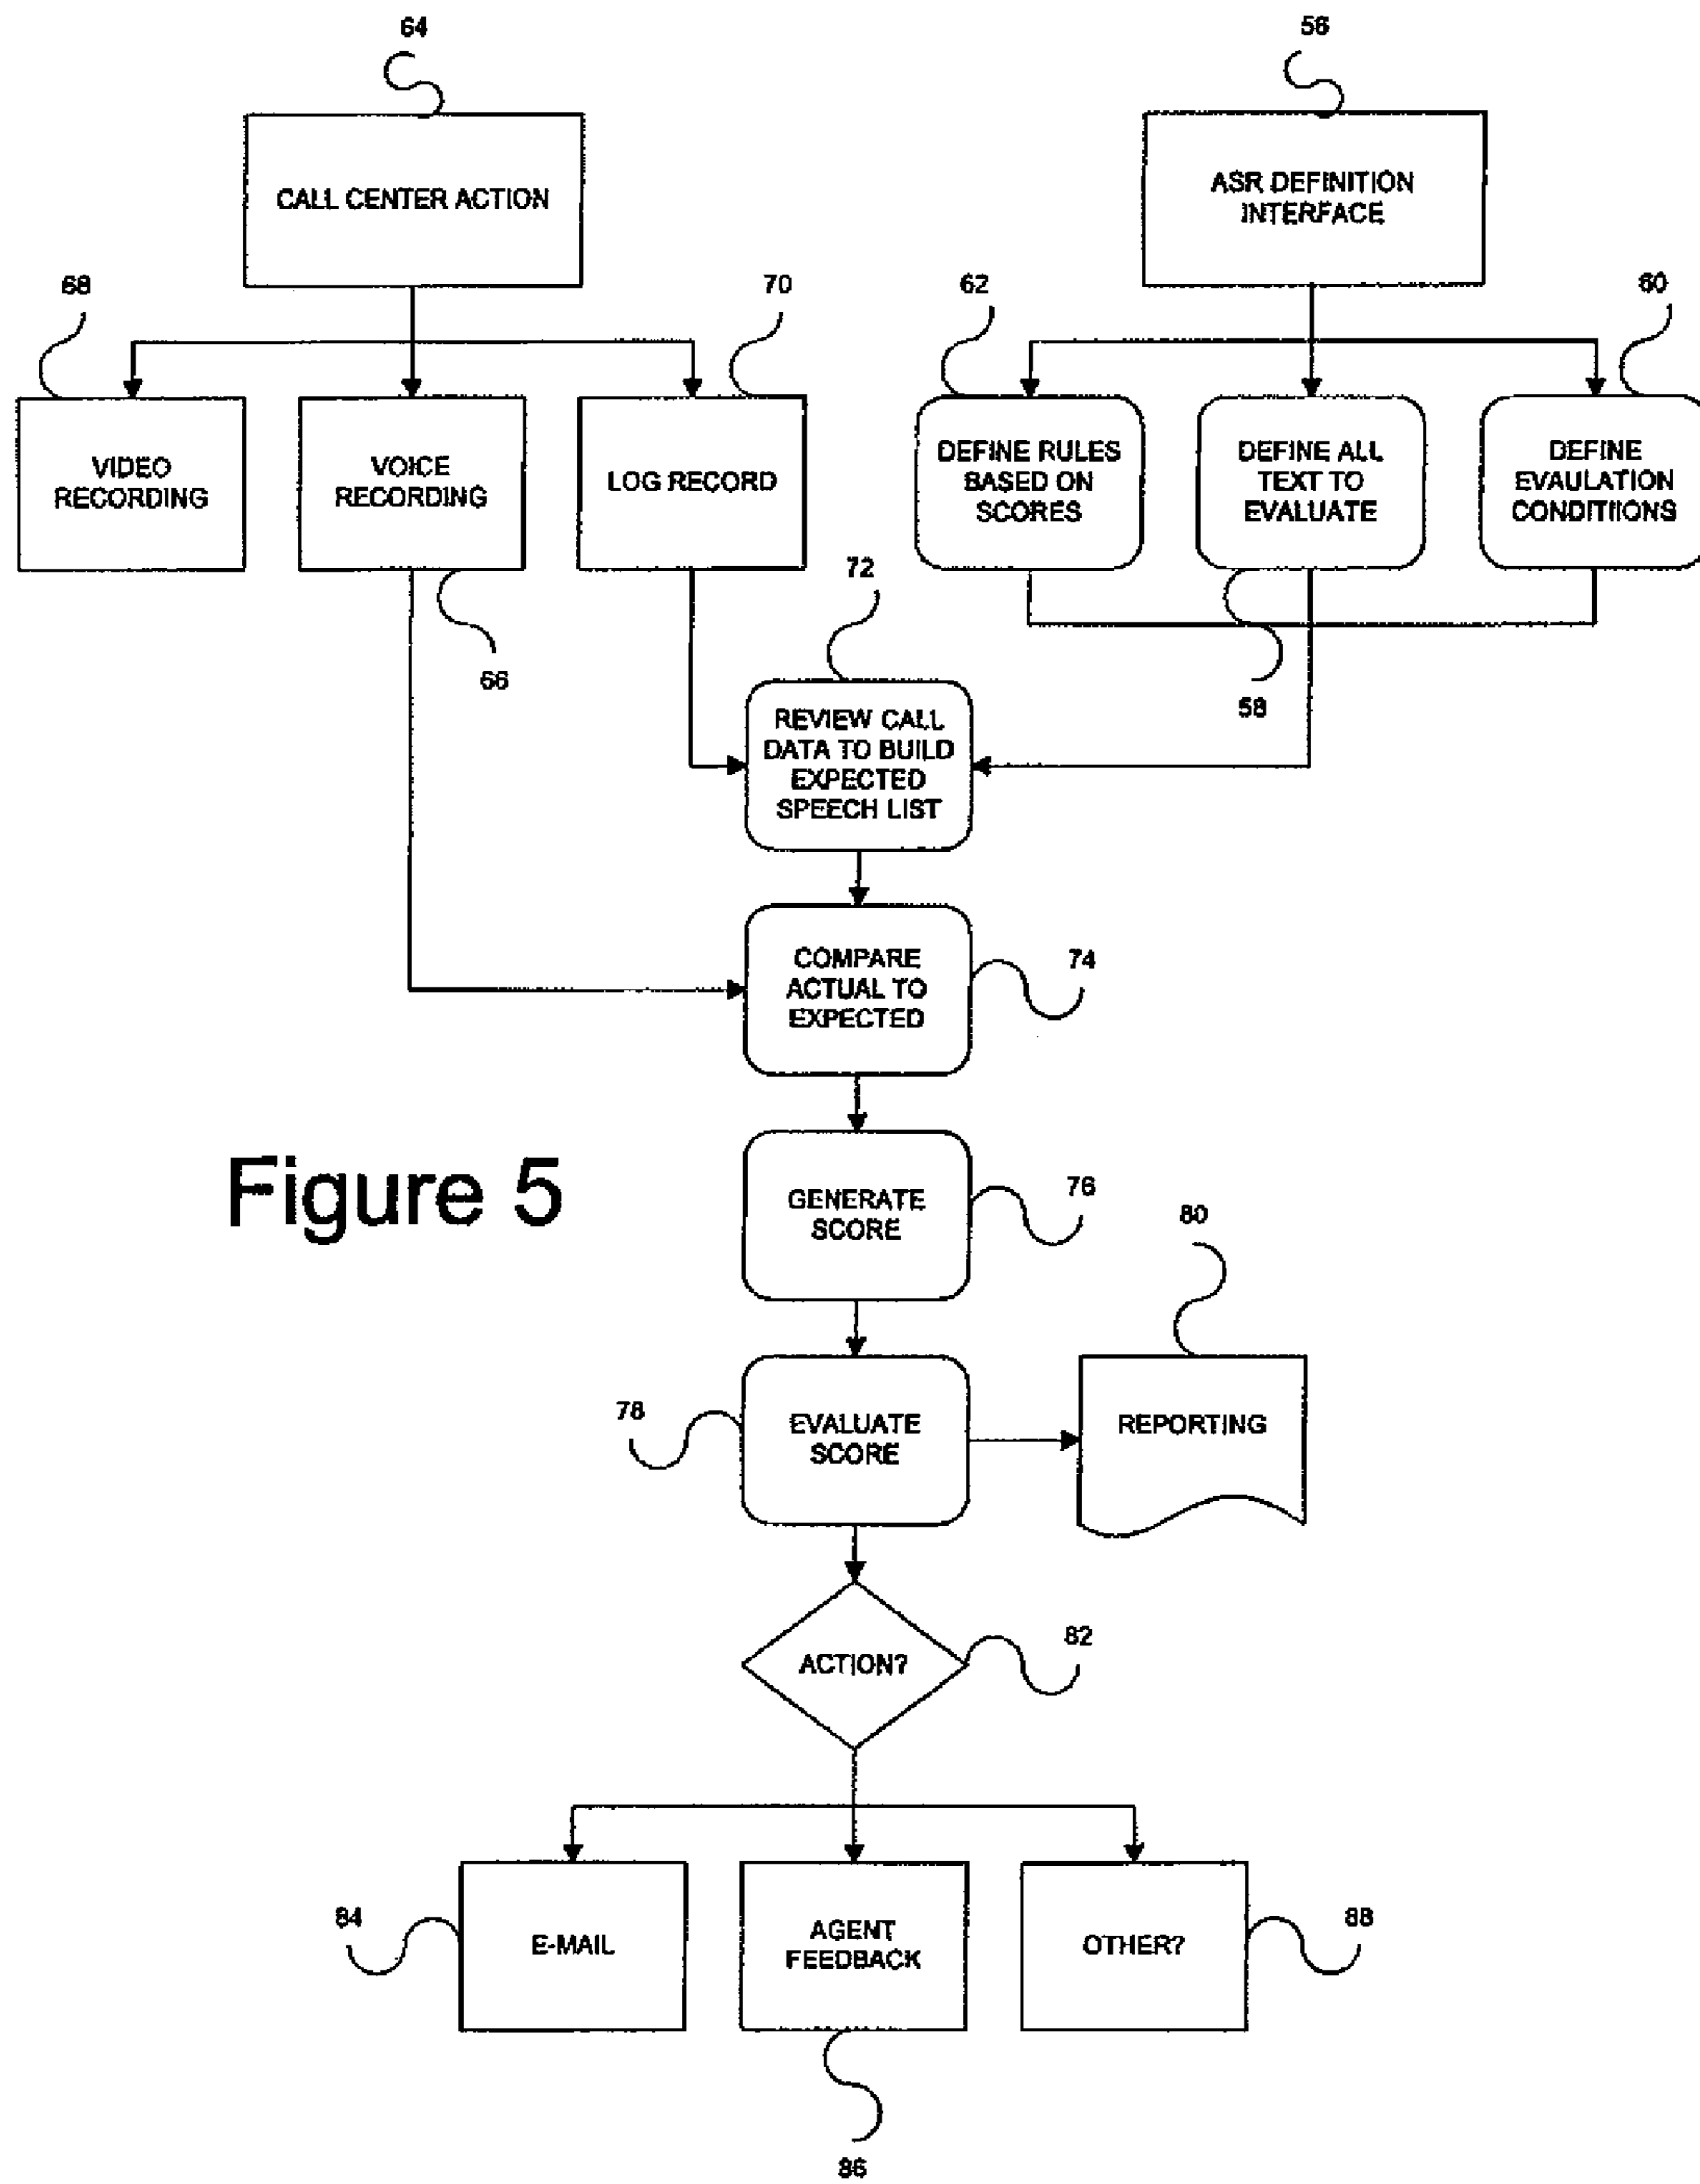 64
56
CALL CENTER ACTION
ASR DEFINITION
INTERFACE
68
70
62
60
VIDEO
RECORDING
VOICE
RECORDING
LOG RECORD
DEFINE RULES
BASED ON
SCORES
DEFINE ALL
TEXT TO
EVALUATE
DEFINE
EVAULATION
CONDITIIONS
72
66
58
REVIEW CALL
DATA TO BUILD
EXPECTED
SPEECH LIST
COMPARE
ACTUAL TO
EXPECTED
74
Figure 5
GENERATE
SCORE
76
80
78
EVALUATE
SCORE
REPORTING
ACTION?
82
84
E-MAIL
AGENT
FEEDBACK
OTHER?
88
86